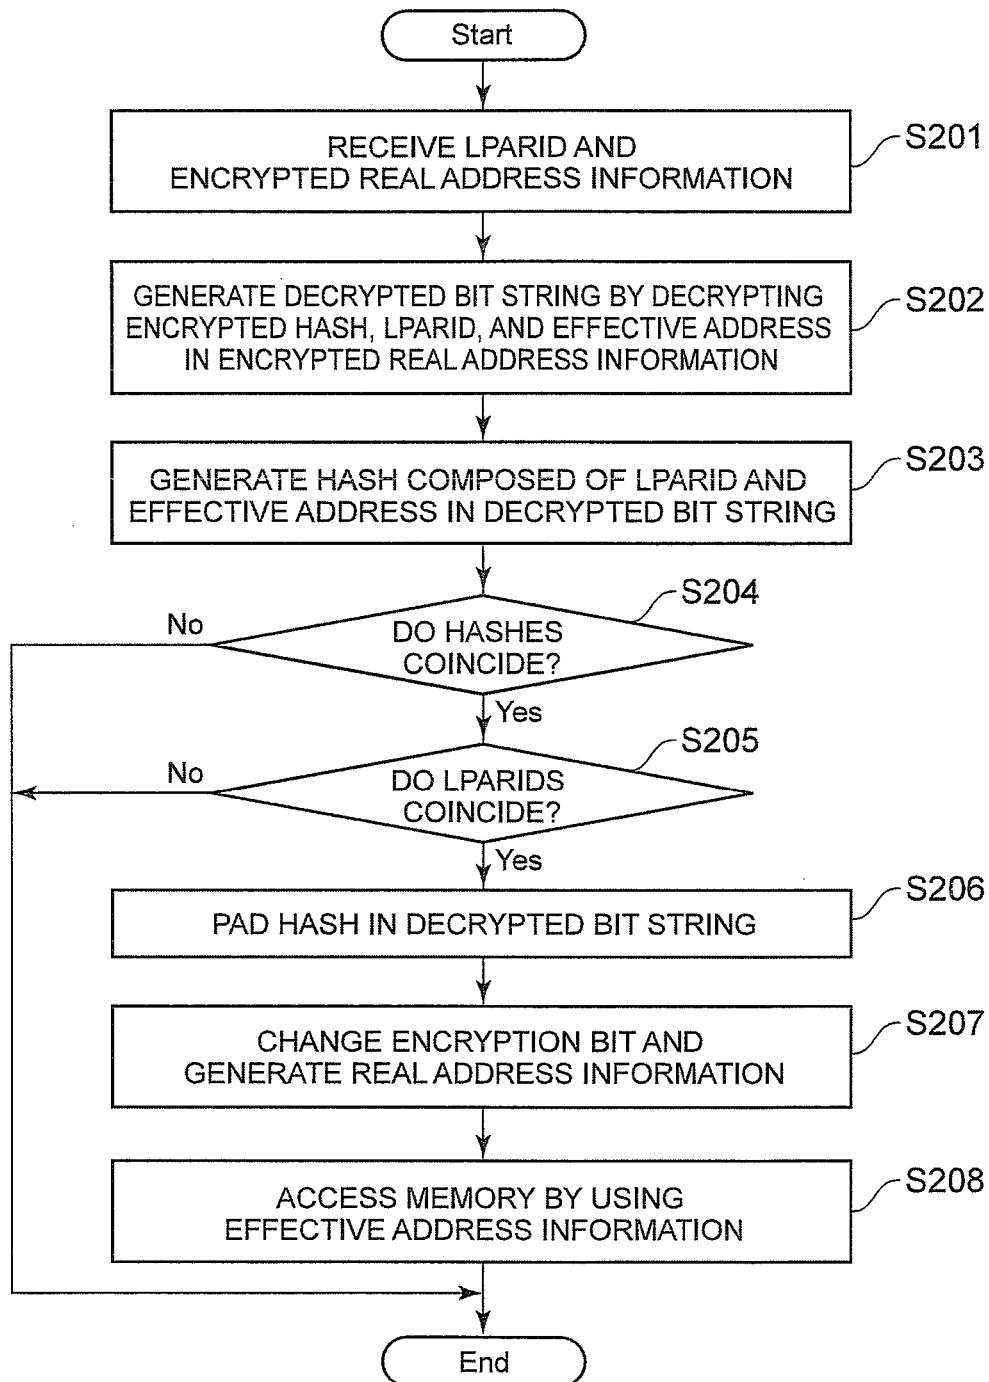 Start
RECEIVE LPARID AND
ENCRYPTED REAL ADDRESS INFORMATION
S201
GENERATE DECRYPTED BIT STRING BY DECRYPTING
ENCRYPTED HASH, LPARID, AND EFFECTIVE ADDRESS
IN ENCRYPTED REAL ADDRESS INFORMATION
S202
GENERATE HASH COMPOSED OF LPARID AND
EFFECTIVE ADDRESS IN DECRYPTED BIT STRING
S203
DO HASHES
COINCIDE?
S204
No
Yes
DO LPARIDS
COINCIDE?
S205
No
Yes
PAD HASH IN DECRYPTED BIT STRING
S206
CHANGE ENCRYPTION BIT AND
GENERATE REAL ADDRESS INFORMATION
S207
ACCESS MEMORY BY USING
EFFECTIVE ADDRESS INFORMATION
S208
End